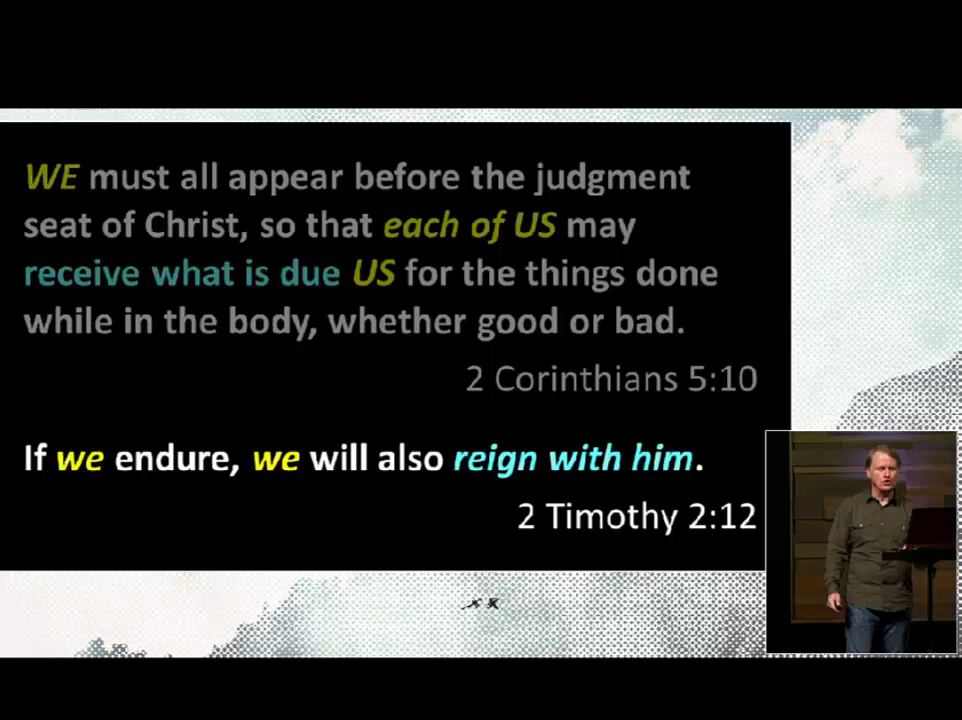 WE must all appear before the judgment
seat of Christ, so that each of US may
receive what is due US for the things done
while in the body, whether good or bad.
2 Corinthians 5:10
If we endure, we will also reign with him.
2 Timothy 2:12